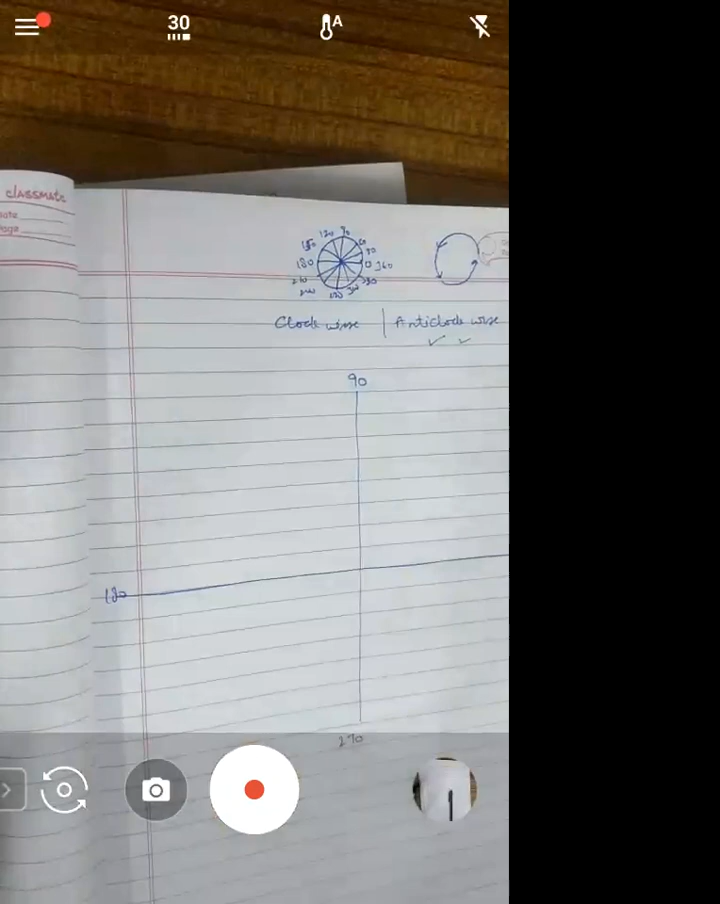 30
A
classmate
Date
Page
120 90 60
150 30
180 0 360
210 330
240 300
Clock wise | Anticlock wise
90
180
270